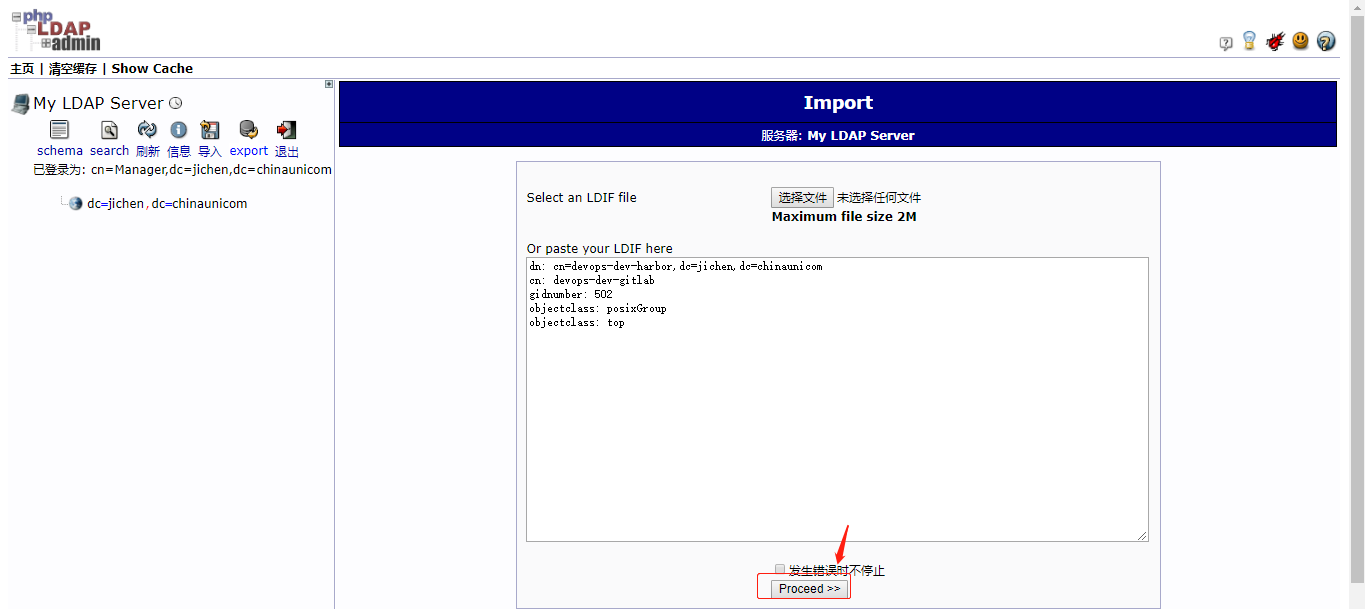 php
LDAP
admin
主页 | 清空缓存 | Show Cache
My LDAP Server
schema search 刷新 信息 导入 export 退出
已登录为: cn=Manager,dc=jichen,dc=chinaunicom
dc=jichen,dc=chinaunicom
Import
服务器: My LDAP Server
Select an LDIF file 选择文件 未选择任何文件
Maximum file size 2M
Or paste your LDIF here
dn: cn=devops-dev-harbor,dc=jichen,dc=chinaunicom
cn: devops-dev-gitlab
gidnumber: 502
objectclass: posixGroup
objectclass: top
发生错误时不停止
Proceed >>